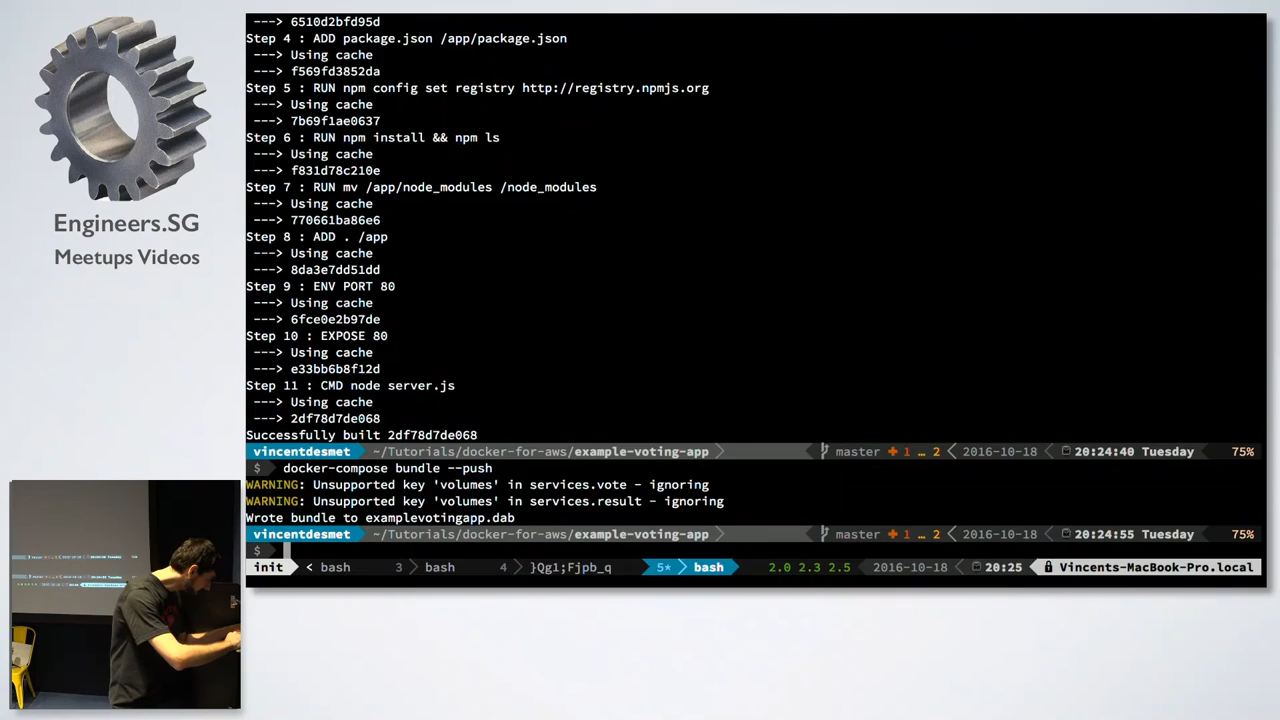 Engineers.SG
Meetups Videos
---> 6510d2bfd95d
Step 4 : ADD package.json /app/package.json
---> Using cache
---> f569fd3852da
Step 5 : RUN npm config set registry http://registry.npmjs.org
---> Using cache
---> 7b69f1ae0637
Step 6 : RUN npm install && npm ls
---> Using cache
---> f831d78c210e
Step 7 : RUN mv /app/node_modules /node_modules
---> Using cache
---> 770661ba86e6
Step 8 : ADD . /app
---> Using cache
---> 8da3e7dd51dd
Step 9 : ENV PORT 80
---> Using cache
---> 6fce0e2b97de
Step 10 : EXPOSE 80
---> Using cache
---> e33bb6b8f12d
Step 11 : CMD node server.js
---> Using cache
---> 2df78d7de068
Successfully built 2df78d7de068
vincentdesmet ~/Tutorials/docker-for-aws/example-voting-app master + 1 … 2 2016-10-18 20:24:40 Tuesday 75%
$ docker-compose bundle --push
WARNING: Unsupported key 'volumes' in services.vote - ignoring
WARNING: Unsupported key 'volumes' in services.result - ignoring
Wrote bundle to examplevotingapp.dab
vincentdesmet ~/Tutorials/docker-for-aws/example-voting-app master + 1 … 2 2016-10-18 20:24:55 Tuesday 75%
$
init < bash 3 > bash 4 > }Qg1;Fjpb_q 5* > bash 2.0 2.3 2.5 2016-10-18 < 20:25 Vincents-MacBook-Pro.local